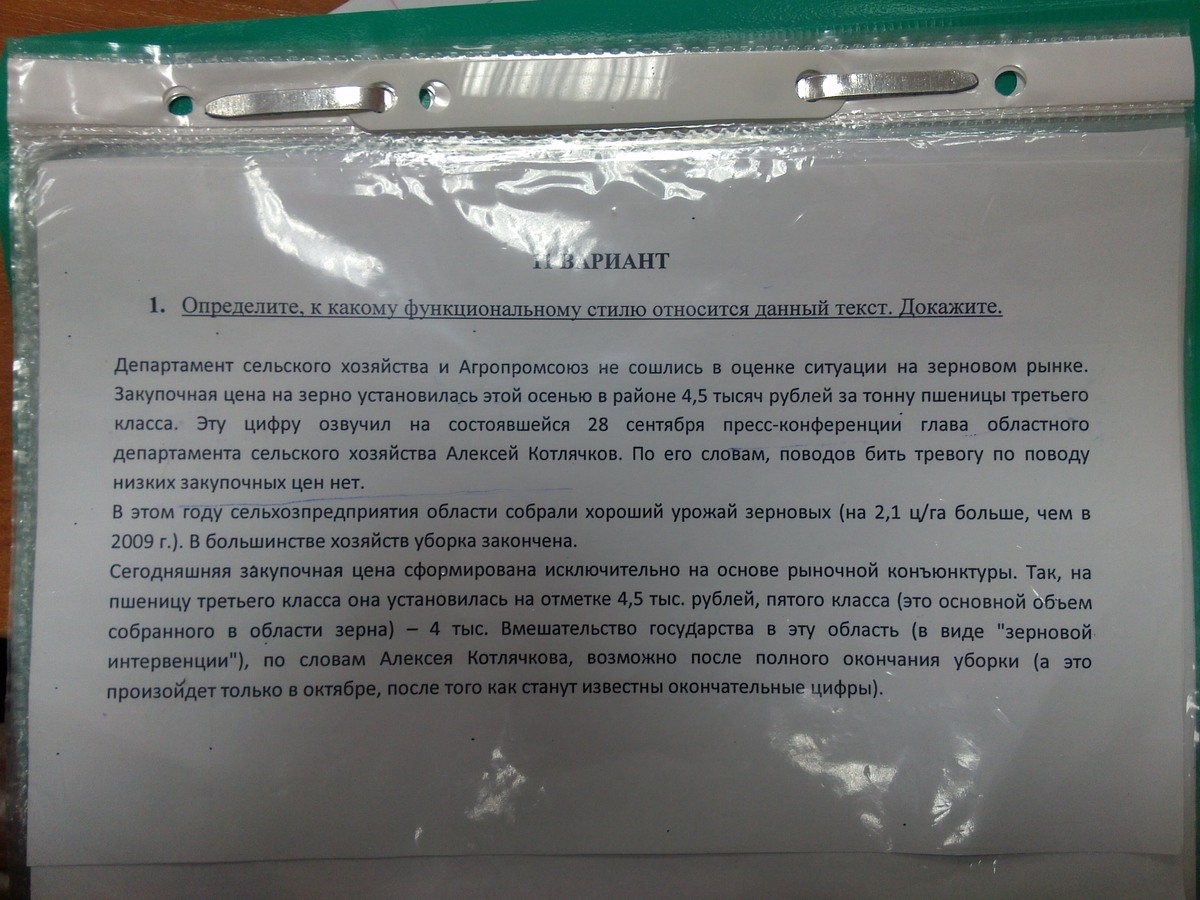 II ВАРИАНТ
1. Определите, к какому функциональному стилю относится данный текст. Докажите.
Департамент сельского хозяйства и Агропромсоюз не сошлись в оценке ситуации на зерновом рынке.
Закупочная цена на зерно установилась этой осенью в районе 4,5 тысяч рублей за тонну пшеницы третьего
класса. Эту цифру озвучил на состоявшейся 28 сентября пресс-конференции глава областного
департамента сельского хозяйства Алексей Котлячков. По его словам, поводов бить тревогу по поводу
низких закупочных цен нет.
В этом году сельхозпредприятия области собрали хороший урожай зерновых (на 2,1 ц/га больше, чем в
2009 г.). В большинстве хозяйств уборка закончена.
Сегодняшняя закупочная цена сформирована исключительно на основе рыночной конъюнктуры. Так, на
пшеницу третьего класса она установилась на отметке 4,5 тыс. рублей, пятого класса (это основной объем
собранного в области зерна) – 4 тыс. Вмешательство государства в эту область (в виде "зерновой
интервенции"), по словам Алексея Котлячкова, возможно после полного окончания уборки (а это
произойдет только в октябре, после того как станут известны окончательные цифры).